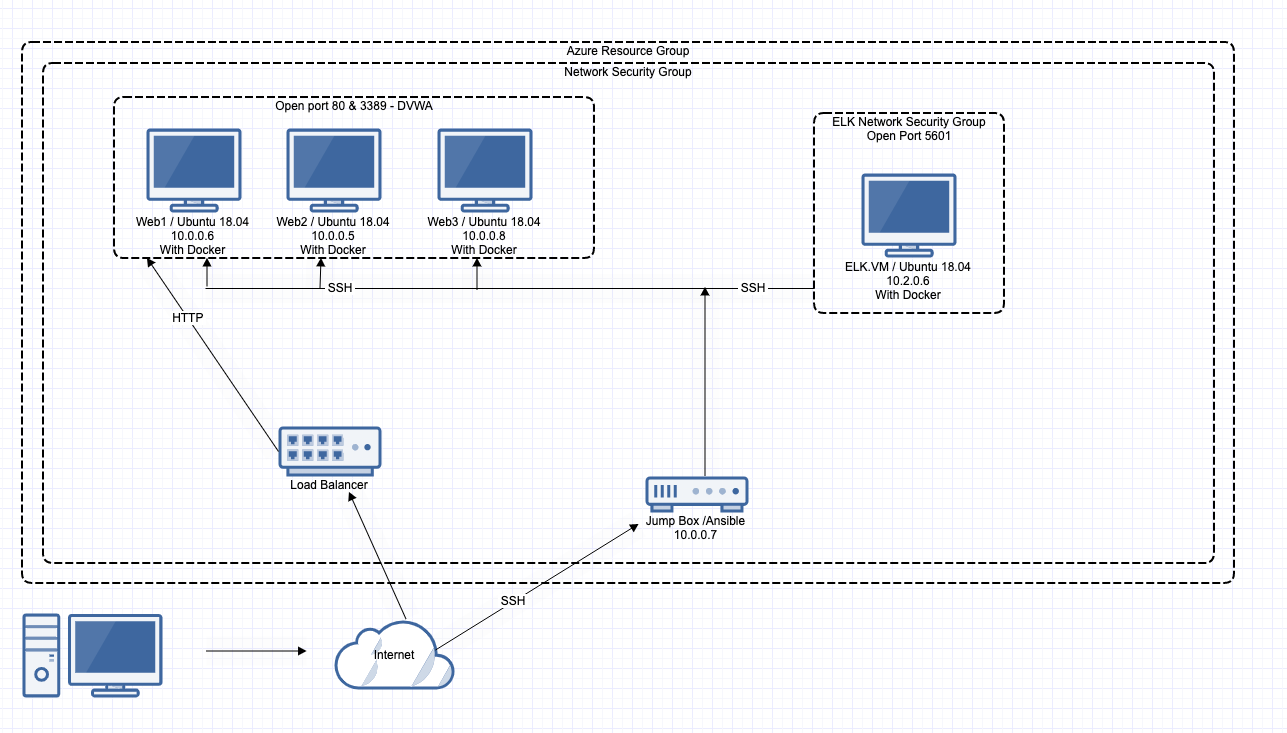 Azure Resource Group
Network Security Group
Open port 80 & 3389 - DVWA
Web1 / Ubuntu 18.04
10.0.0.6
With Docker
Web2 / Ubuntu 18.04
10.0.0.5
With Docker
Web3 / Ubuntu 18.04
10.0.0.8
With Docker
ELK Network Security Group
Open Port 5601
ELK.VM / Ubuntu 18.04
10.2.0.6
With Docker
SSH
SSH
HTTP
Load Balancer
Jump Box /Ansible
10.0.0.7
SSH
Internet